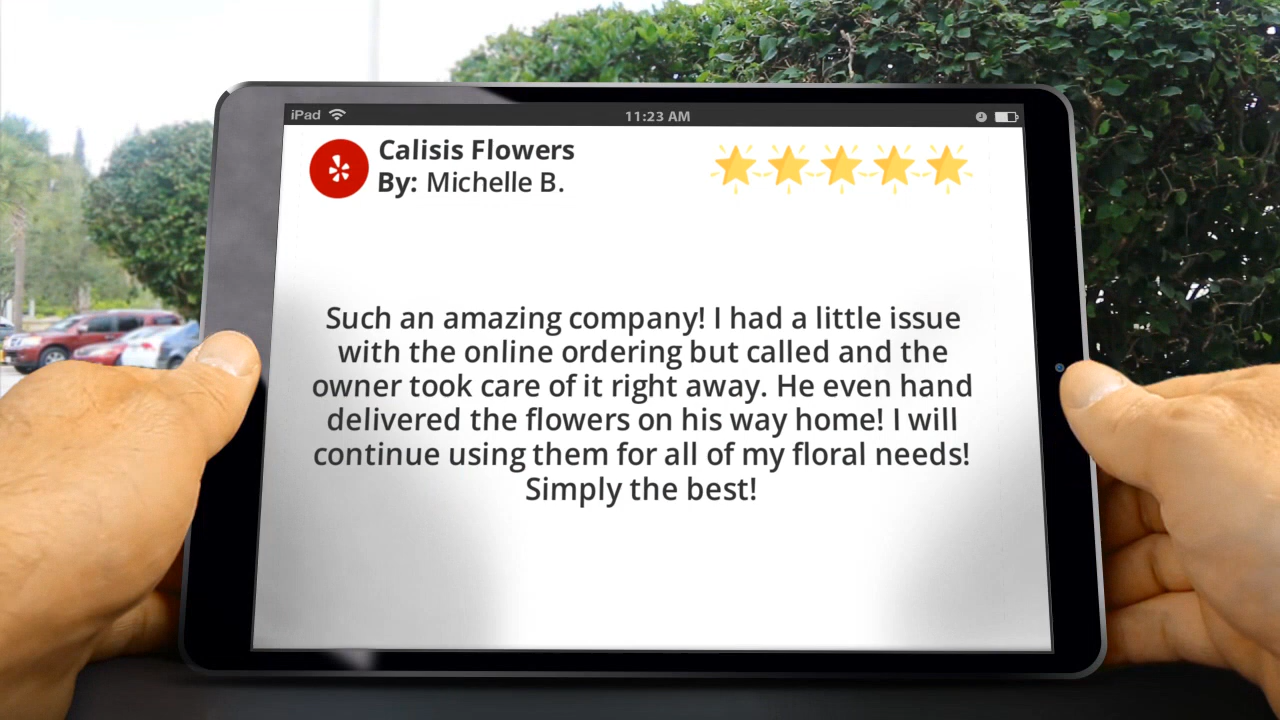 iPad
11:23 AM
Calisis Flowers
By: Michelle B.
Such an amazing company! I had a little issue
with the online ordering but called and the
owner took care of it right away. He even hand
delivered the flowers on his way home! I will
continue using them for all of my floral needs!
Simply the best!